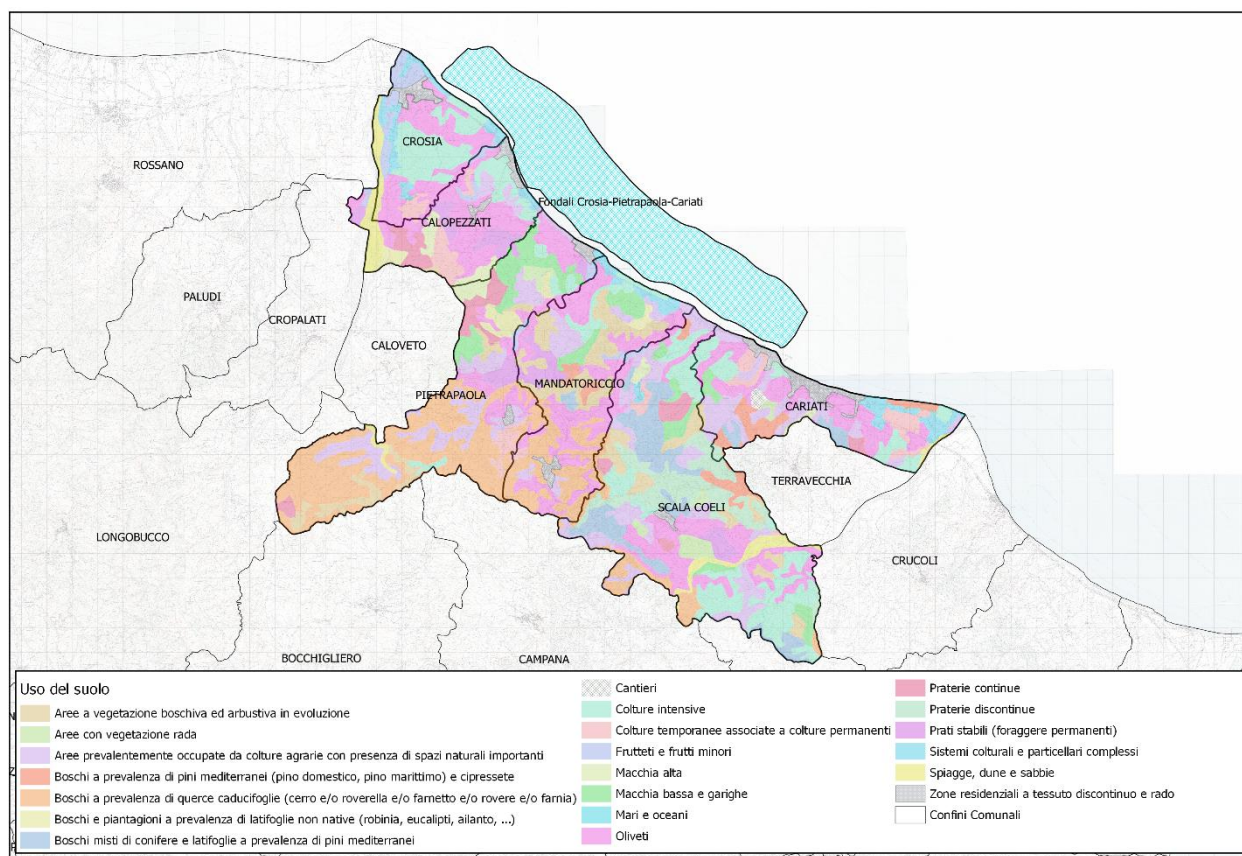 ROSSANO
CROSIA
Fondali Crosia-Pietrapaola-Cariati
CALOPEZZATI
PALUDI
CROPALATI
CALOVETO
PIETRAPAOLA
MANDATORICCIO
CARIATI
TERRAVECCHIA
SCALA COELI
LONGOBUCCO
CRUCOLI
BOCCHIGLIERO
CAMPANA
Uso del suolo
Aree a vegetazione boschiva ed arbustiva in evoluzione
Aree con vegetazione rada
Aree prevalentemente occupate da colture agrarie con presenza di spazi naturali importanti
Boschi a prevalenza di pini mediterranei (pino domestico, pino marittimo) e cipressete
Boschi a prevalenza di querce caducifoglie (cerro e/o roverella e/o farnetto e/o rovere e/o farnia)
Boschi e piantagioni a prevalenza di latifoglie non native (robinia, eucalipti, ailanto, ...)
Boschi misti di conifere e latifoglie a prevalenza di pini mediterranei
Cantieri
Colture intensive
Colture temporanee associate a colture permanenti
Frutteti e frutti minori
Macchia alta
Macchia bassa e garighe
Mari e oceani
Oliveti
Praterie continue
Praterie discontinue
Prati stabili (foraggere permanenti)
Sistemi colturali e particellari complessi
Spiagge, dune e sabbie
Zone residenziali a tessuto discontinuo e rado
Confini Comunali